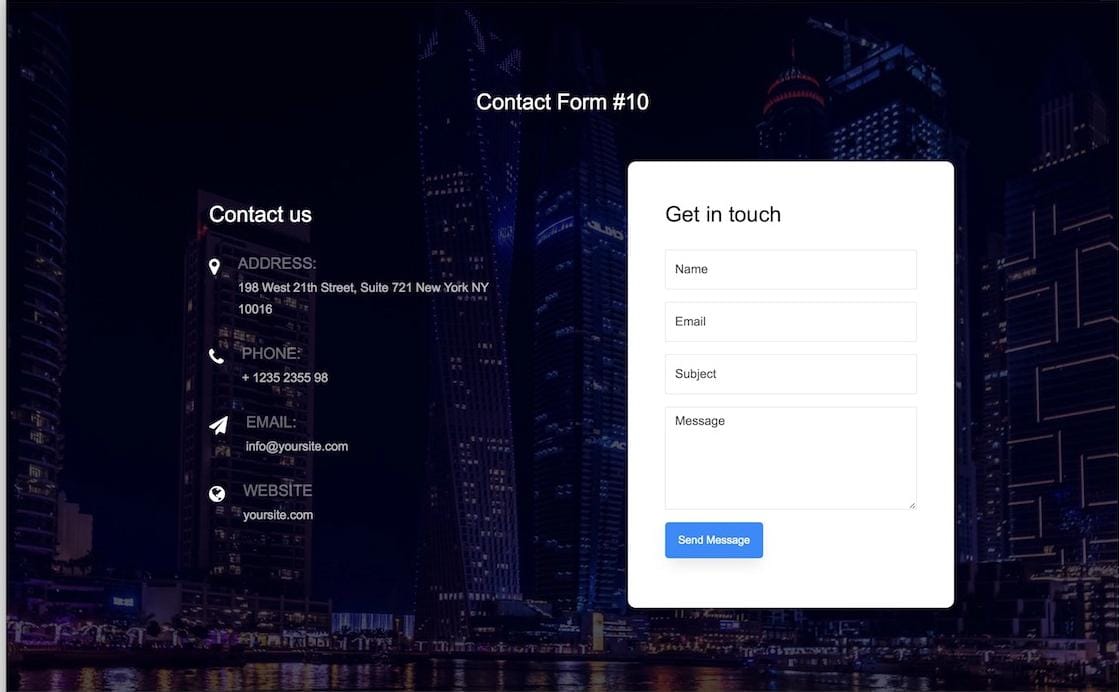 Contact Form #10
Contact us
ADDRESS:
198 West 21th Street, Suite 721 New York NY
10016
PHONE:
+ 1235 2355 98
EMAIL:
info@yoursite.com
WEBSITE
yoursite.com
Get in touch
Name
Email
Subject
Message
Send Message